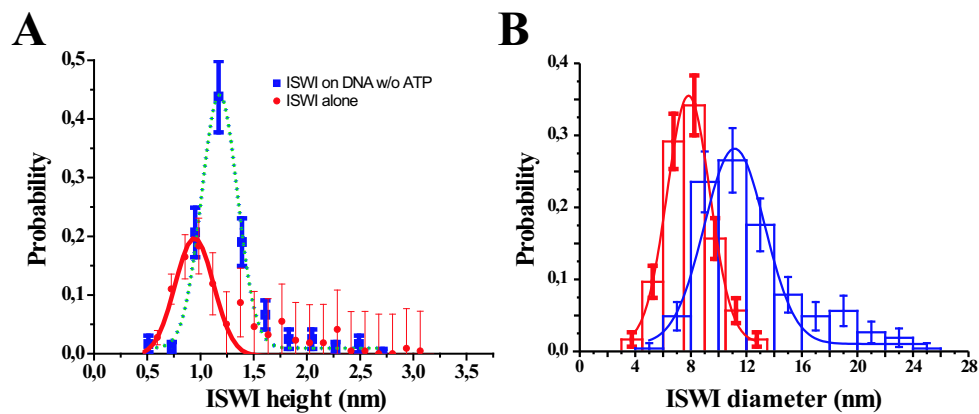 A
B
0,5
0,4
0,3
0,2
0,1
0,0
Probability
ISWI on DNA w/o ATP
ISWI alone
0,0 0,5 1,0 1,5 2,0 2,5 3,0 3,5
ISWI height (nm)
0,4
0,3
0,2
0,1
0,0
Probability
4 8 12 16 20 24 28
ISWI diameter (nm)